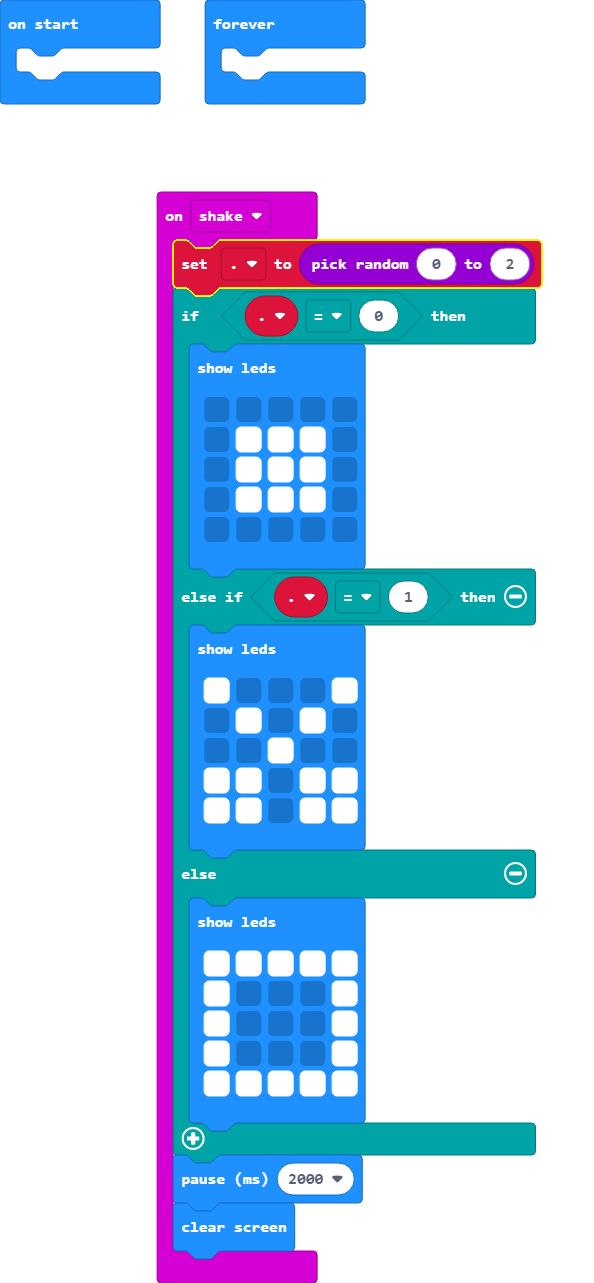 on start
forever
on shake
set . to pick random 0 to 2
if . = 0 then
show leds
else if . = 1 then
show leds
else
show leds
pause (ms) 2000
clear screen